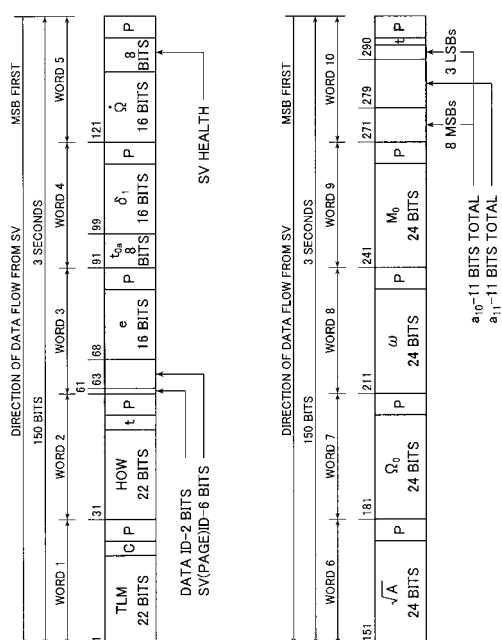 DIRECTION OF DATA FLOW FROM SV MSB FIRST
150 BITS 3 SECONDS
WORD 1 WORD 2 WORD 3 WORD 4 WORD 5
1 31 61 63 68 91 99 121
TLM 22 BITS C P
HOW 22 BITS t P
e 16 BITS P
t0a 8 BITS δ1 16 BITS P
Ω̇ 16 BITS 8 BITS P
DATA ID-2 BITS
SV(PAGE)ID-6 BITS
SV HEALTH
DIRECTION OF DATA FLOW FROM SV MSB FIRST
150 BITS 3 SECONDS
WORD 6 WORD 7 WORD 8 WORD 9 WORD 10
151 181 211 241 271 279 290
√A 24 BITS P
Ω0 24 BITS P
ω 24 BITS P
M0 24 BITS P
t P
8 MSBs 3 LSBs
a10-11 BITS TOTAL
a11-11 BITS TOTAL